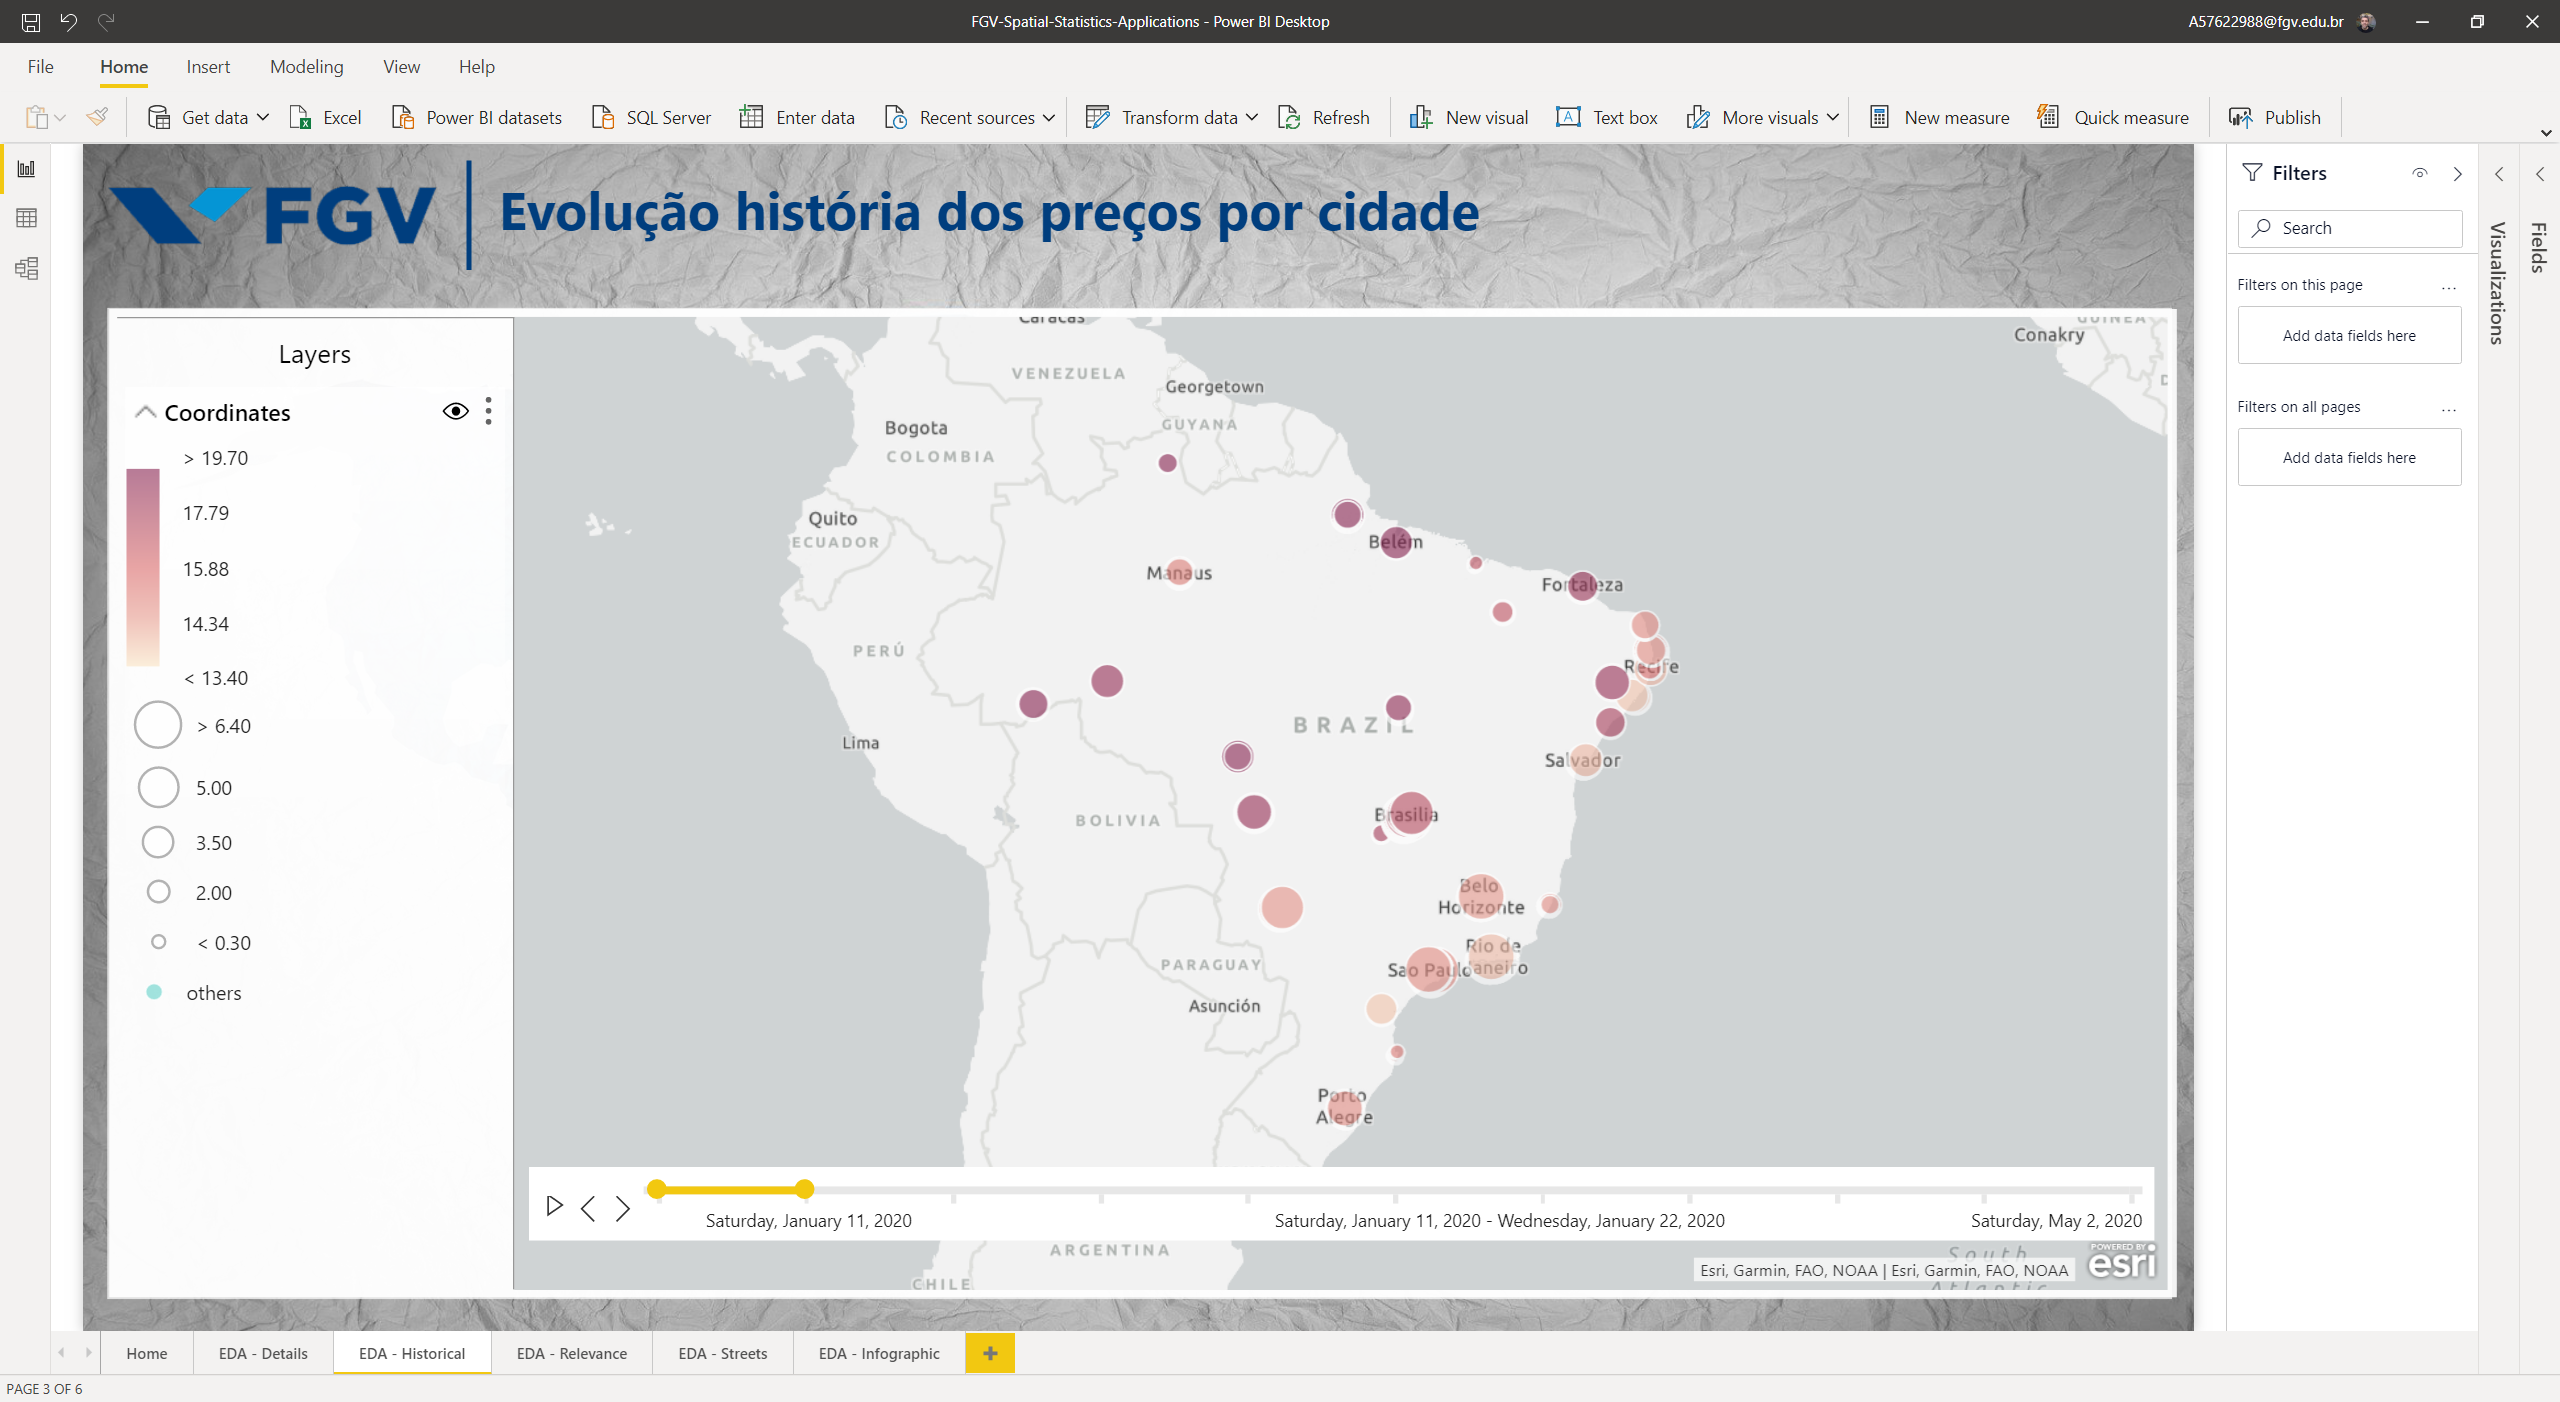 FGV-Spatial-Statistics-Applications - Power BI Desktop
A57622988@fgv.edu.br
File Home Insert Modeling View Help
Get data Excel Power BI datasets SQL Server Enter data Recent sources Transform data Refresh New visual Text box More visuals New measure Quick measure Publish
FGV Evolução história dos preços por cidade
Layers
Coordinates
> 19.70
17.79
15.88
14.34
< 13.40
> 6.40
5.00
3.50
2.00
< 0.30
others
Caracas
VENEZUELA
Georgetown
GUYANA
Bogota
COLOMBIA
Quito
ECUADOR
Manaus
Belém
Fortaleza
PERÚ
Recife
BRAZIL
Lima
Salvador
BOLIVIA
Brasilia
Belo
Horizonte
Rio de
Janeiro
Sao Paulo
PARAGUAY
Asunción
Porto
Alegre
ARGENTINA
CHILE
Conakry
GUINEA
South
Atlantic
Saturday, January 11, 2020
Saturday, January 11, 2020 - Wednesday, January 22, 2020
Saturday, May 2, 2020
Esri, Garmin, FAO, NOAA | Esri, Garmin, FAO, NOAA
POWERED BY
esri
Filters
Search
Filters on this page ...
Add data fields here
Filters on all pages ...
Add data fields here
Visualizations
Fields
Home EDA - Details EDA - Historical EDA - Relevance EDA - Streets EDA - Infographic
PAGE 3 OF 6